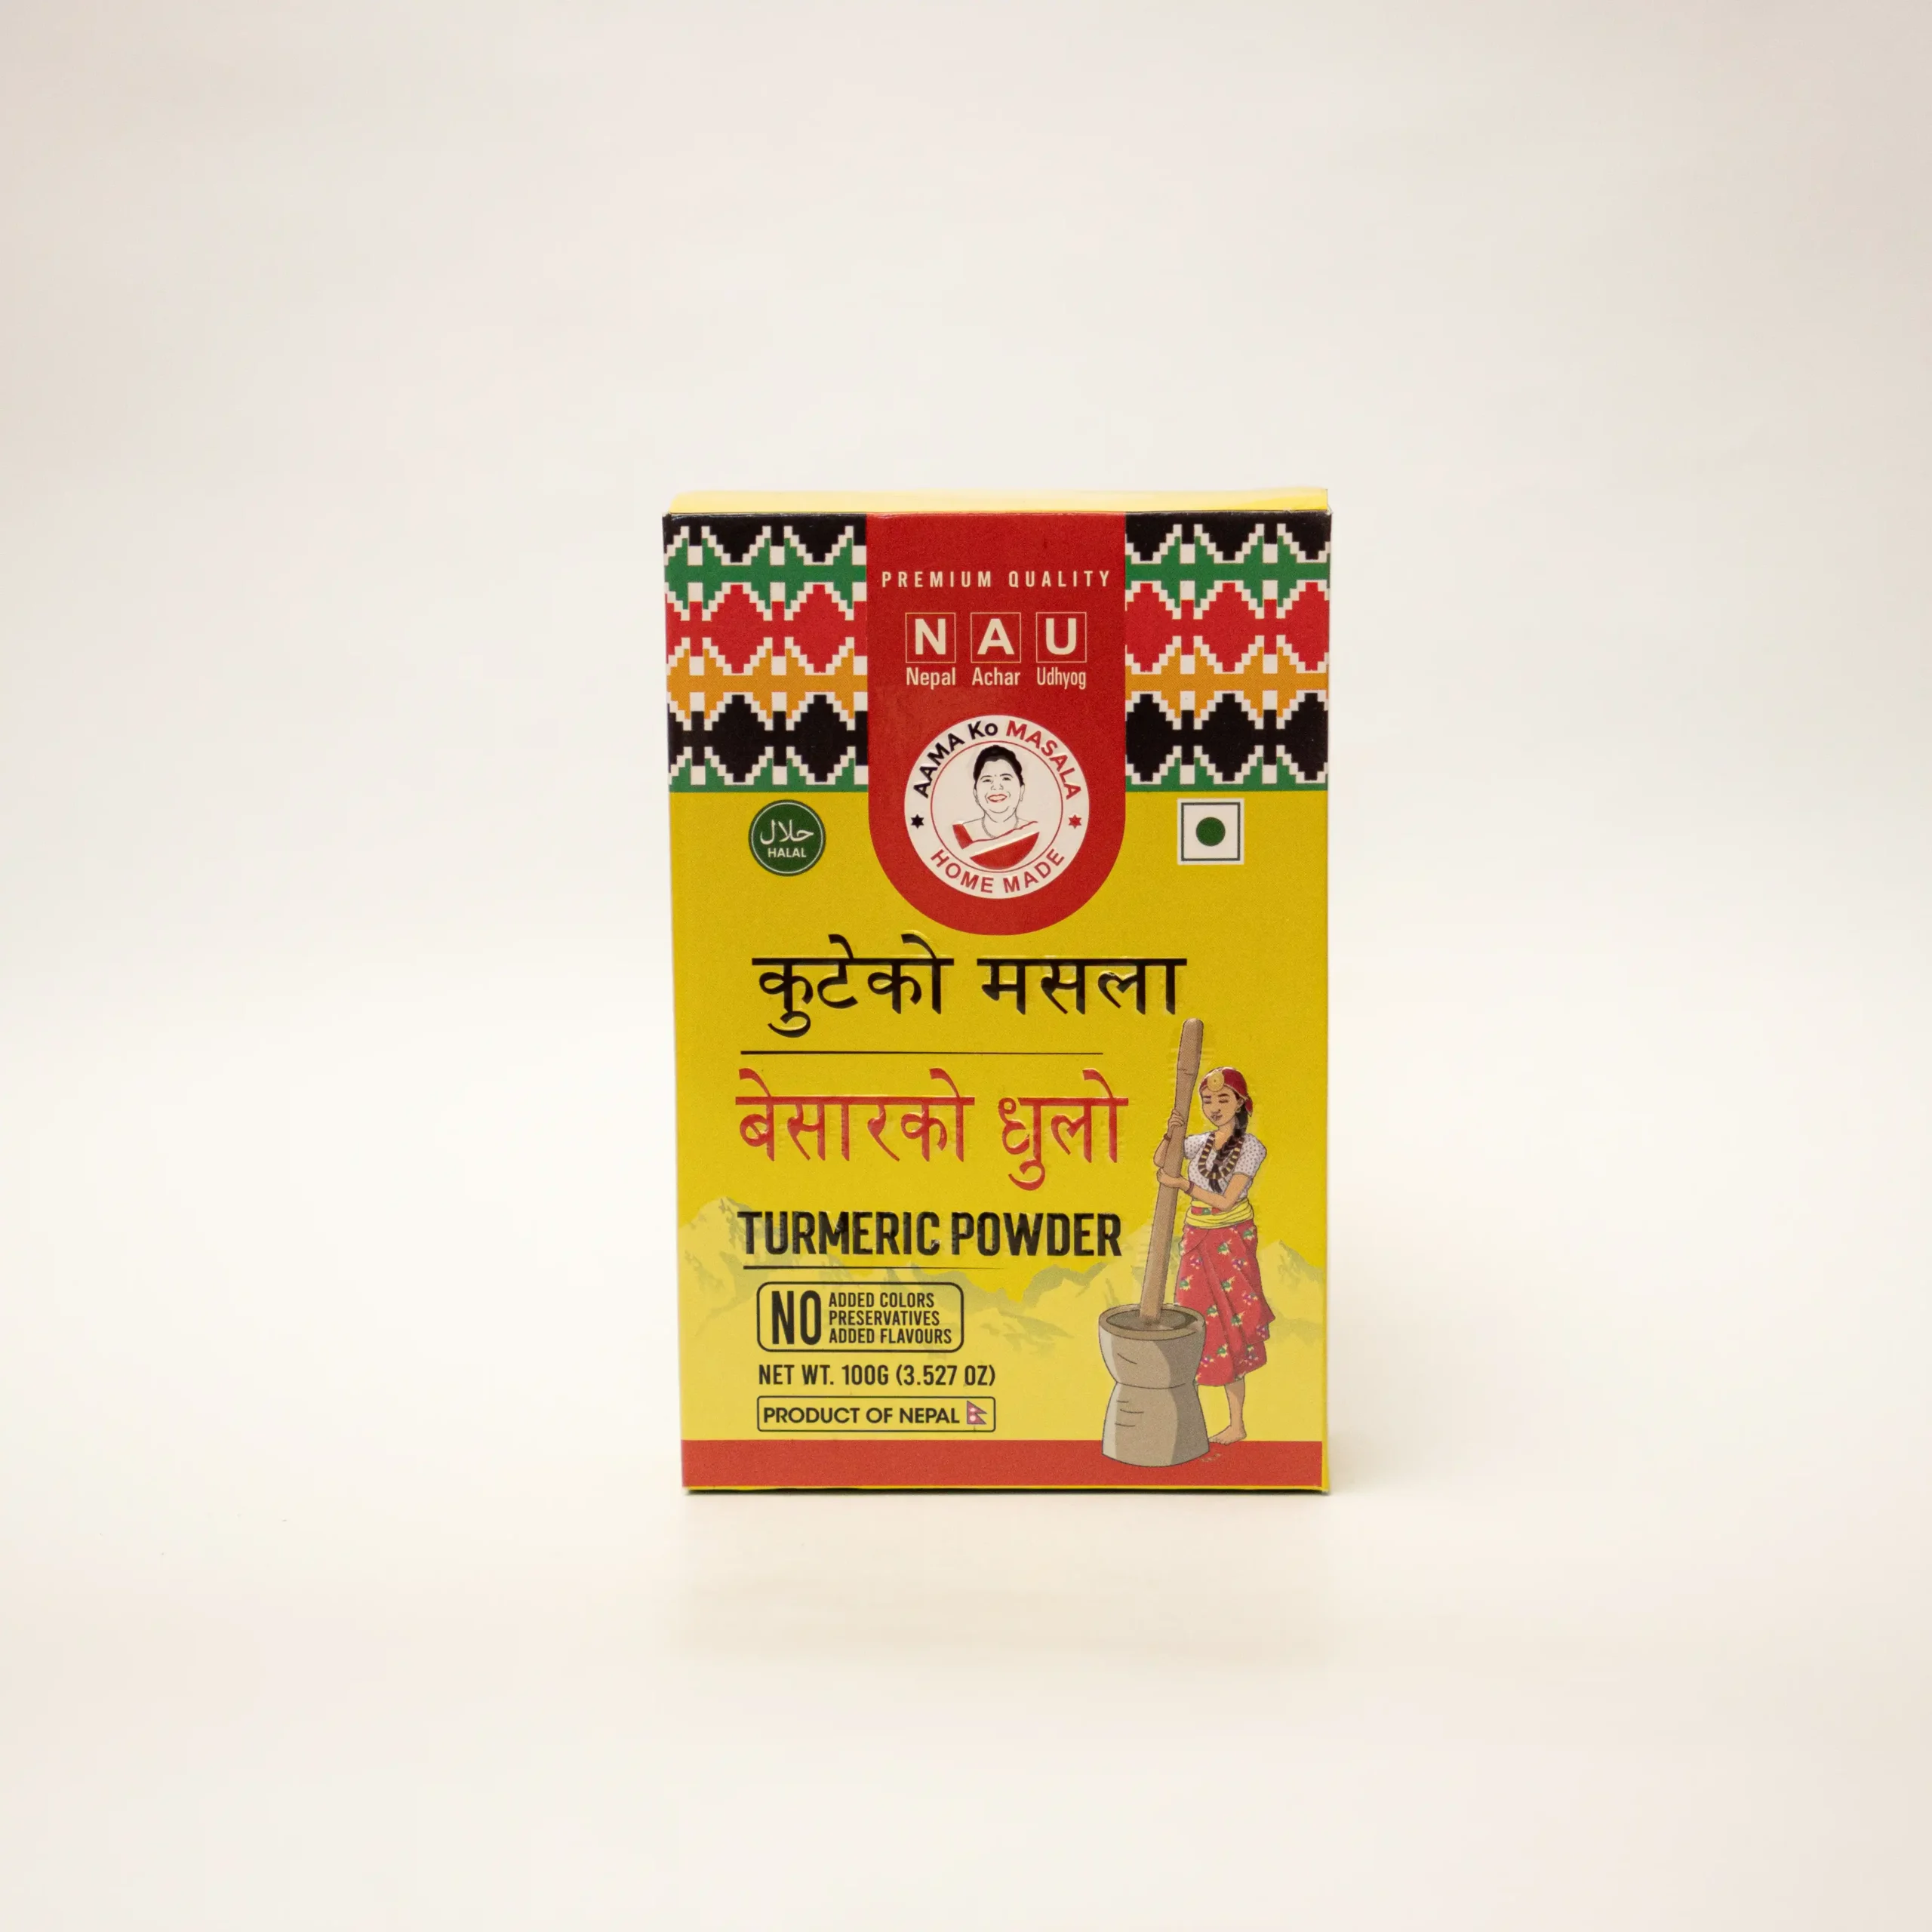 PREMIUM QUALITY
N A U
Nepal Achar Udhyog
AAMA Ko MASALA
HOME MADE
حلال
HALAL
कुटेको मसला
बेसारको धुलो
TURMERIC POWDER
NO ADDED COLORS
PRESERVATIVES
ADDED FLAVOURS
NET WT. 100G (3.527 OZ)
PRODUCT OF NEPAL